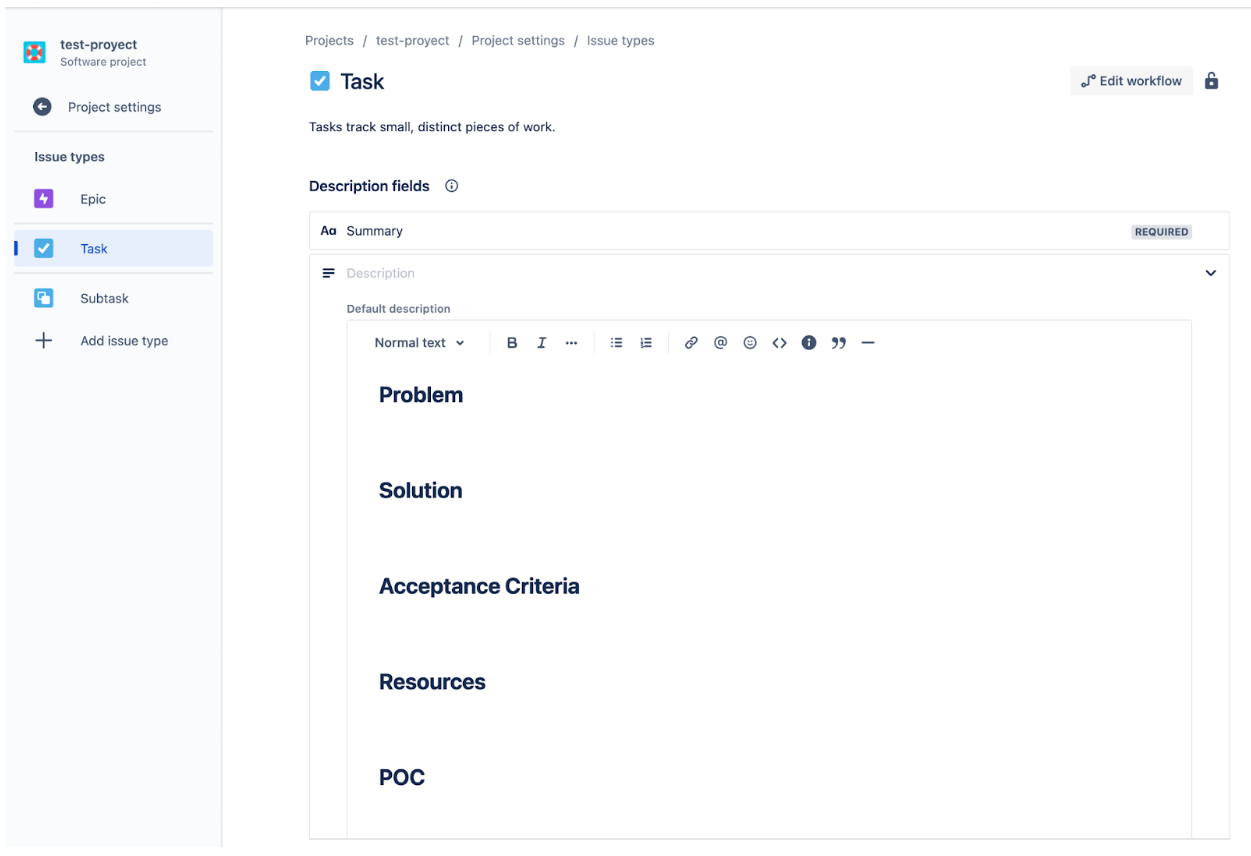 test-proyect
Software project
Project settings
Issue types
Epic
Task
Subtask
Add issue type
Projects / test-proyect / Project settings / Issue types
Task
Edit workflow
Tasks track small, distinct pieces of work.
Description fields
Aa Summary REQUIRED
Description
Default description
Normal text B I ...
Problem
Solution
Acceptance Criteria
Resources
POC